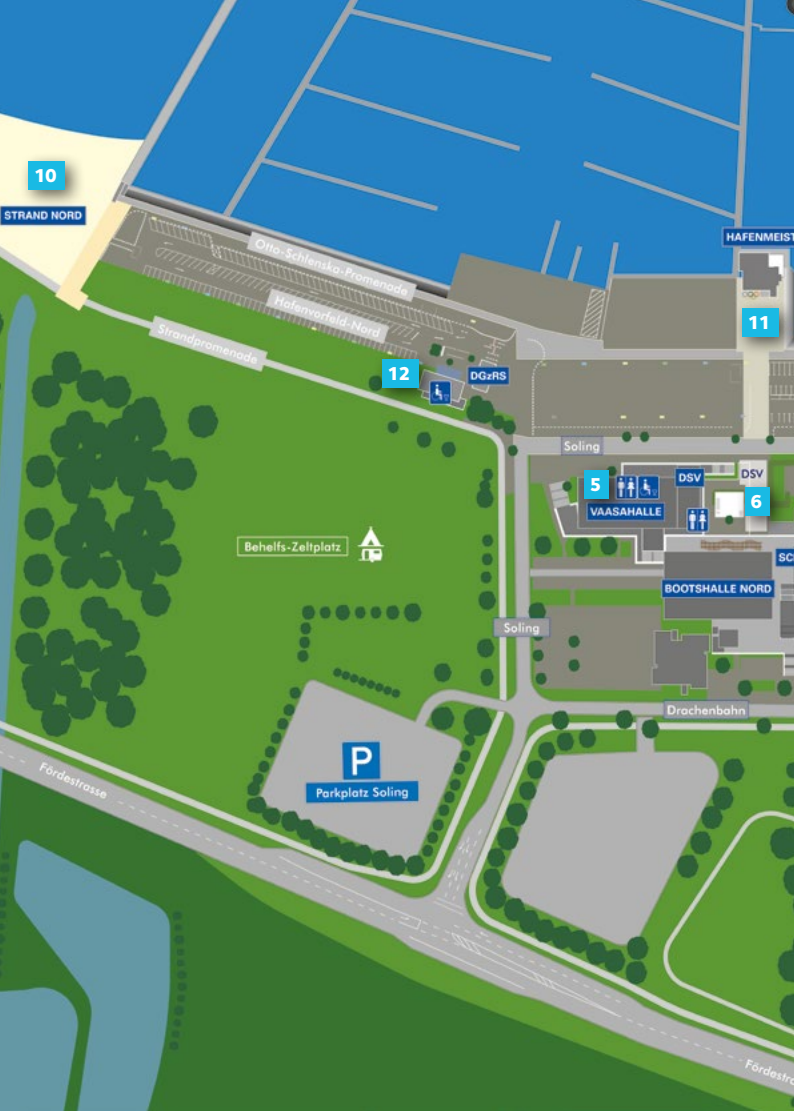 10
STRAND NORD
HAFENMEIST
Otto-Schlenska-Promenade
Hafenvorfeld-Nord
11
Strandpromenade
12
DGzRS
Soling
5
DSV
DSV
6
VAASAHALLE
Behelfs-Zeltplatz
SC
BOOTSHALLE NORD
Soling
Drachenbahn
P
Parkplatz Soling
Fördestrasse
Fördestra